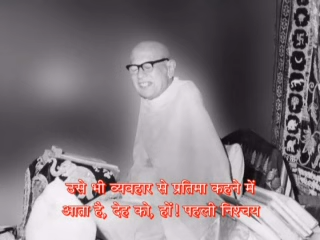 उसे भी व्यवहार से प्रतिमा कहने में
आता है, देह को, हों! पहली निश्चय